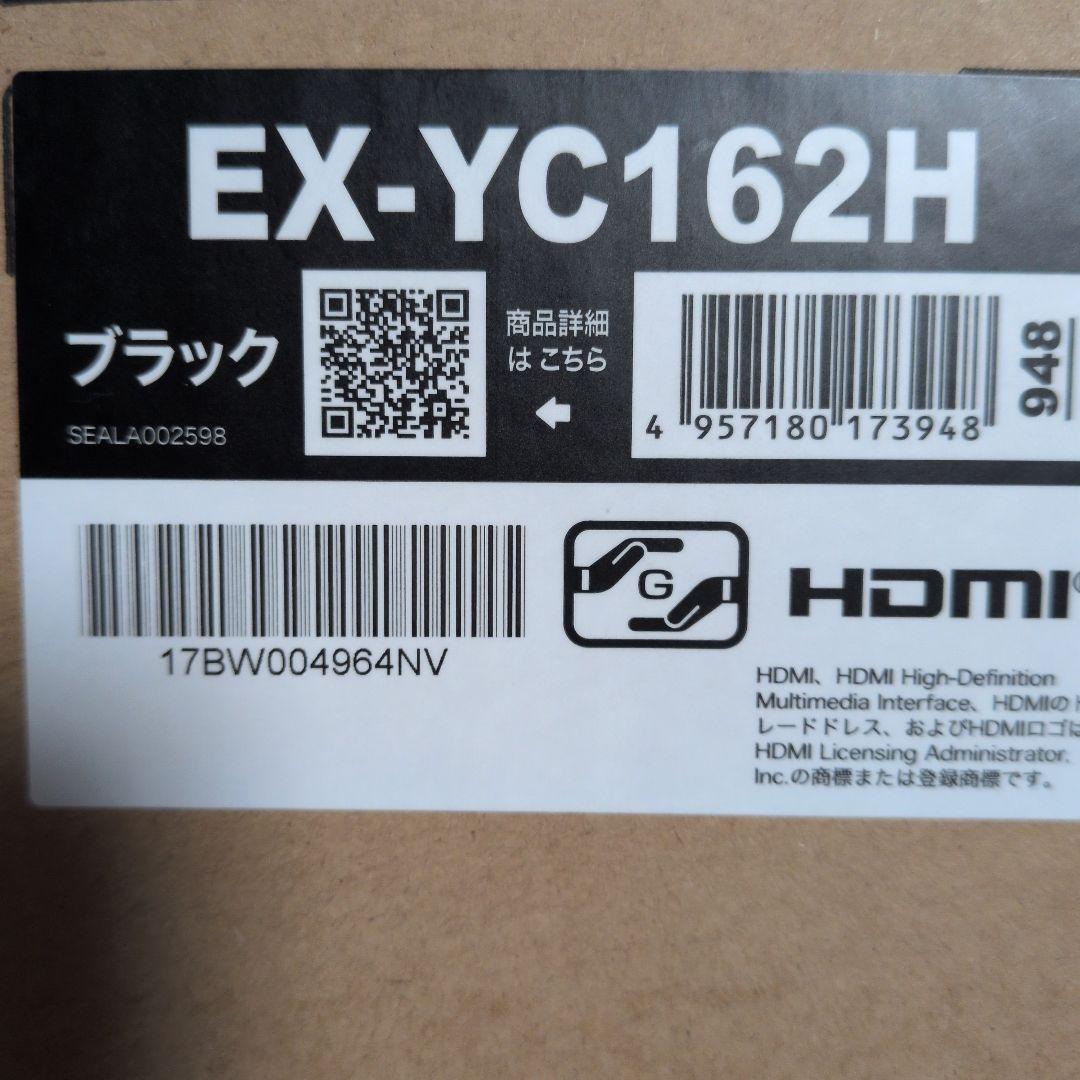 EX-YC162H
ブラック
SEALA002598
商品詳細
は こちら
4 957180 173948
948
17BW004964NV
G
HDMI
HDMI、HDMI High-Definition
Multimedia Interface、HDMIのト
レードドレス、およびHDMIロゴは
HDMI Licensing Administrator.
Inc.の商標または登録商標です。